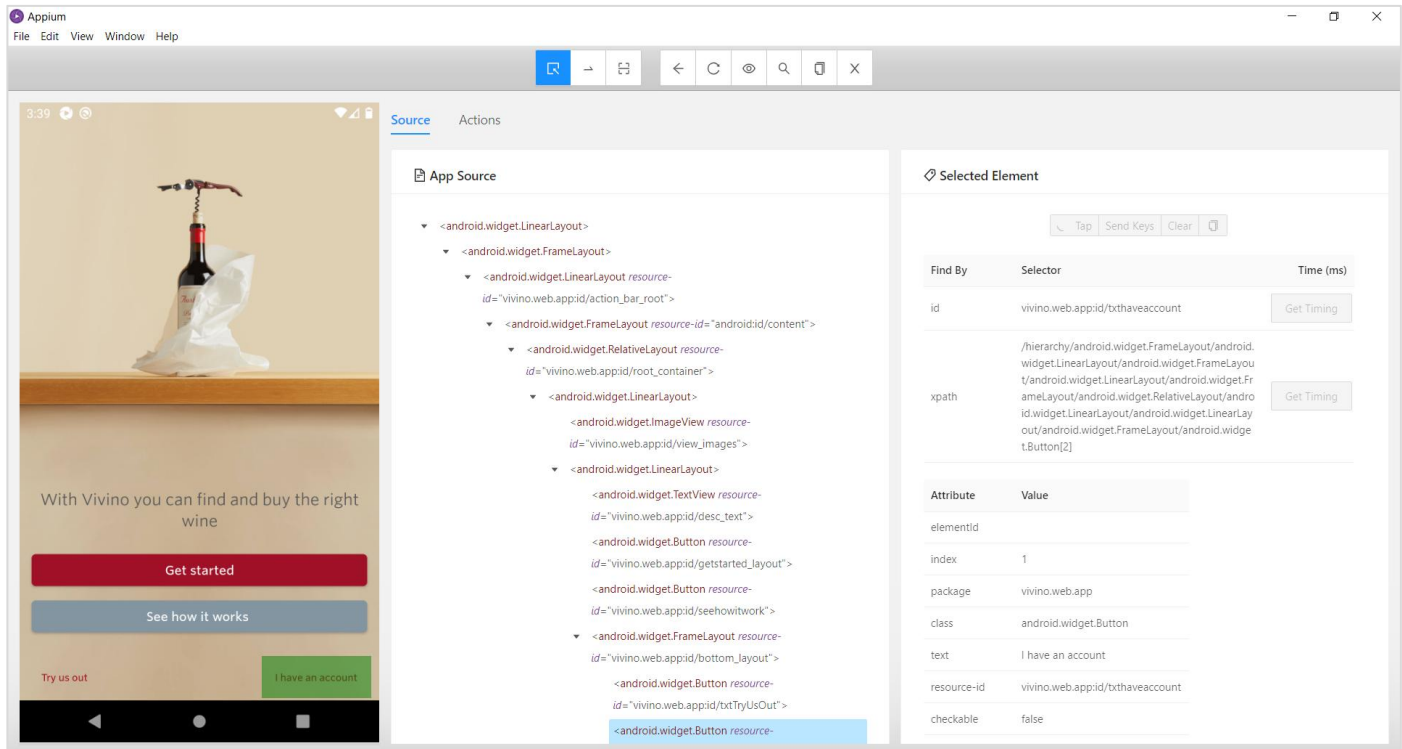 Appium
File Edit View Window Help
3:39
With Vivino you can find and buy the right
wine
Get started
See how it works
Try us out
I have an account
Source Actions
App Source
<android.widget.LinearLayout>
<android.widget.FrameLayout>
<android.widget.LinearLayout resource-
id="vivino.web.app:id/action_bar_root">
<android.widget.FrameLayout resource-id="android:id/content">
<android.widget.RelativeLayout resource-
id="vivino.web.app:id/root_container">
<android.widget.LinearLayout>
<android.widget.ImageView resource-
id="vivino.web.app:id/view_images">
<android.widget.LinearLayout>
<android.widget.TextView resource-
id="vivino.web.app:id/desc_text">
<android.widget.Button resource-
id="vivino.web.app:id/getstarted_layout">
<android.widget.Button resource-
id="vivino.web.app:id/seehowitwork">
<android.widget.FrameLayout resource-
id="vivino.web.app:id/bottom_layout">
<android.widget.Button resource-
id="vivino.web.app:id/txtTryUsOut">
<android.widget.Button resource-
Selected Element
Tap Send Keys Clear
Find By Selector Time (ms)
id vivino.web.app:id/txthaveaccount Get Timing
/hierarchy/android.widget.FrameLayout/android.
widget.LinearLayout/android.widget.FrameLayou
t/android.widget.LinearLayout/android.widget.Fr
xpath ameLayout/android.widget.RelativeLayout/andro Get Timing
id.widget.LinearLayout/android.widget.LinearLay
out/android.widget.FrameLayout/android.widge
t.Button[2]
Attribute Value
elementId
index 1
package vivino.web.app
class android.widget.Button
text I have an account
resource-id vivino.web.app:id/txthaveaccount
checkable false